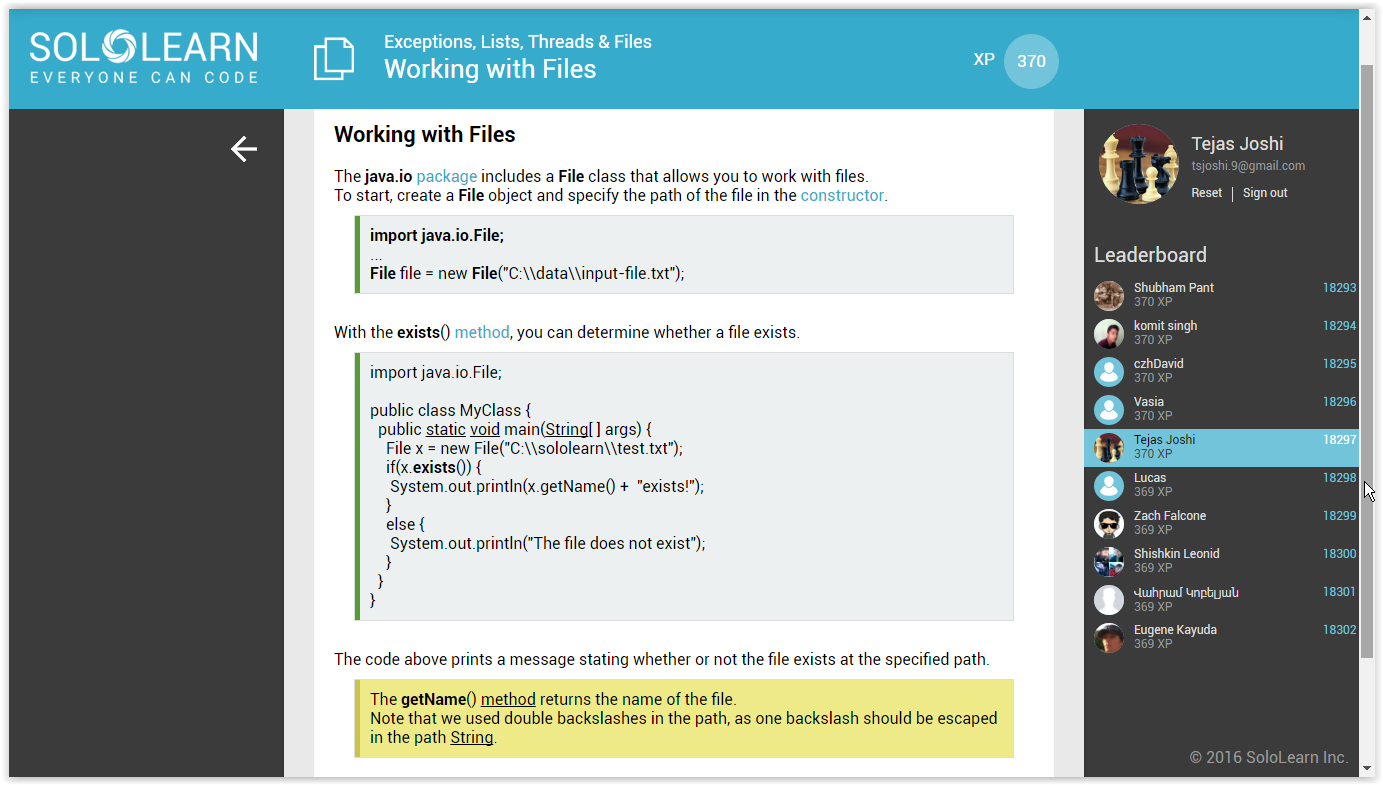 SOLOLEARN
EVERYONE CAN CODE
Exceptions, Lists, Threads & Files
Working with Files
XP 370
Working with Files
The java.io package includes a File class that allows you to work with files.
To start, create a File object and specify the path of the file in the constructor.
import java.io.File;
...
File file = new File("C:\\data\\input-file.txt");
With the exists() method, you can determine whether a file exists.
import java.io.File;
public class MyClass {
public static void main(String[ ] args) {
File x = new File("C:\\sololearn\\test.txt");
if(x.exists()) {
System.out.println(x.getName() +  "exists!");
}
else {
System.out.println("The file does not exist");
}
}
}
The code above prints a message stating whether or not the file exists at the specified path.
The getName() method returns the name of the file.
Note that we used double backslashes in the path, as one backslash should be escaped
in the path String.
Tejas Joshi
tsjoshi.9@gmail.com
Reset | Sign out
Leaderboard
Shubham Pant 18293
370 XP
komit singh 18294
370 XP
czhDavid 18295
370 XP
Vasia 18296
370 XP
Tejas Joshi 18297
370 XP
Lucas 18298
369 XP
Zach Falcone 18299
369 XP
Shishkin Leonid 18300
369 XP
Վահրամ Կոբելյան 18301
369 XP
Eugene Kayuda 18302
369 XP
© 2016 SoloLearn Inc.